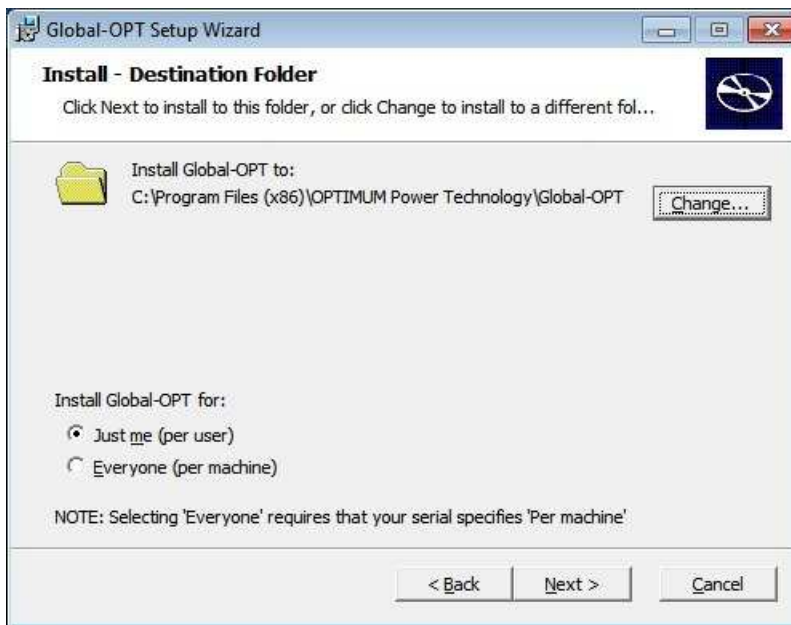 Global-OPT Setup Wizard
Install - Destination Folder
Click Next to install to this folder, or click Change to install to a different fol...
Install Global-OPT to:
C:\Program Files (x86)\OPTIMUM Power Technology\Global-OPT
Change...
Install Global-OPT for:
Just me (per user)
Everyone (per machine)
NOTE: Selecting 'Everyone' requires that your serial specifies 'Per machine'
< Back Next > Cancel